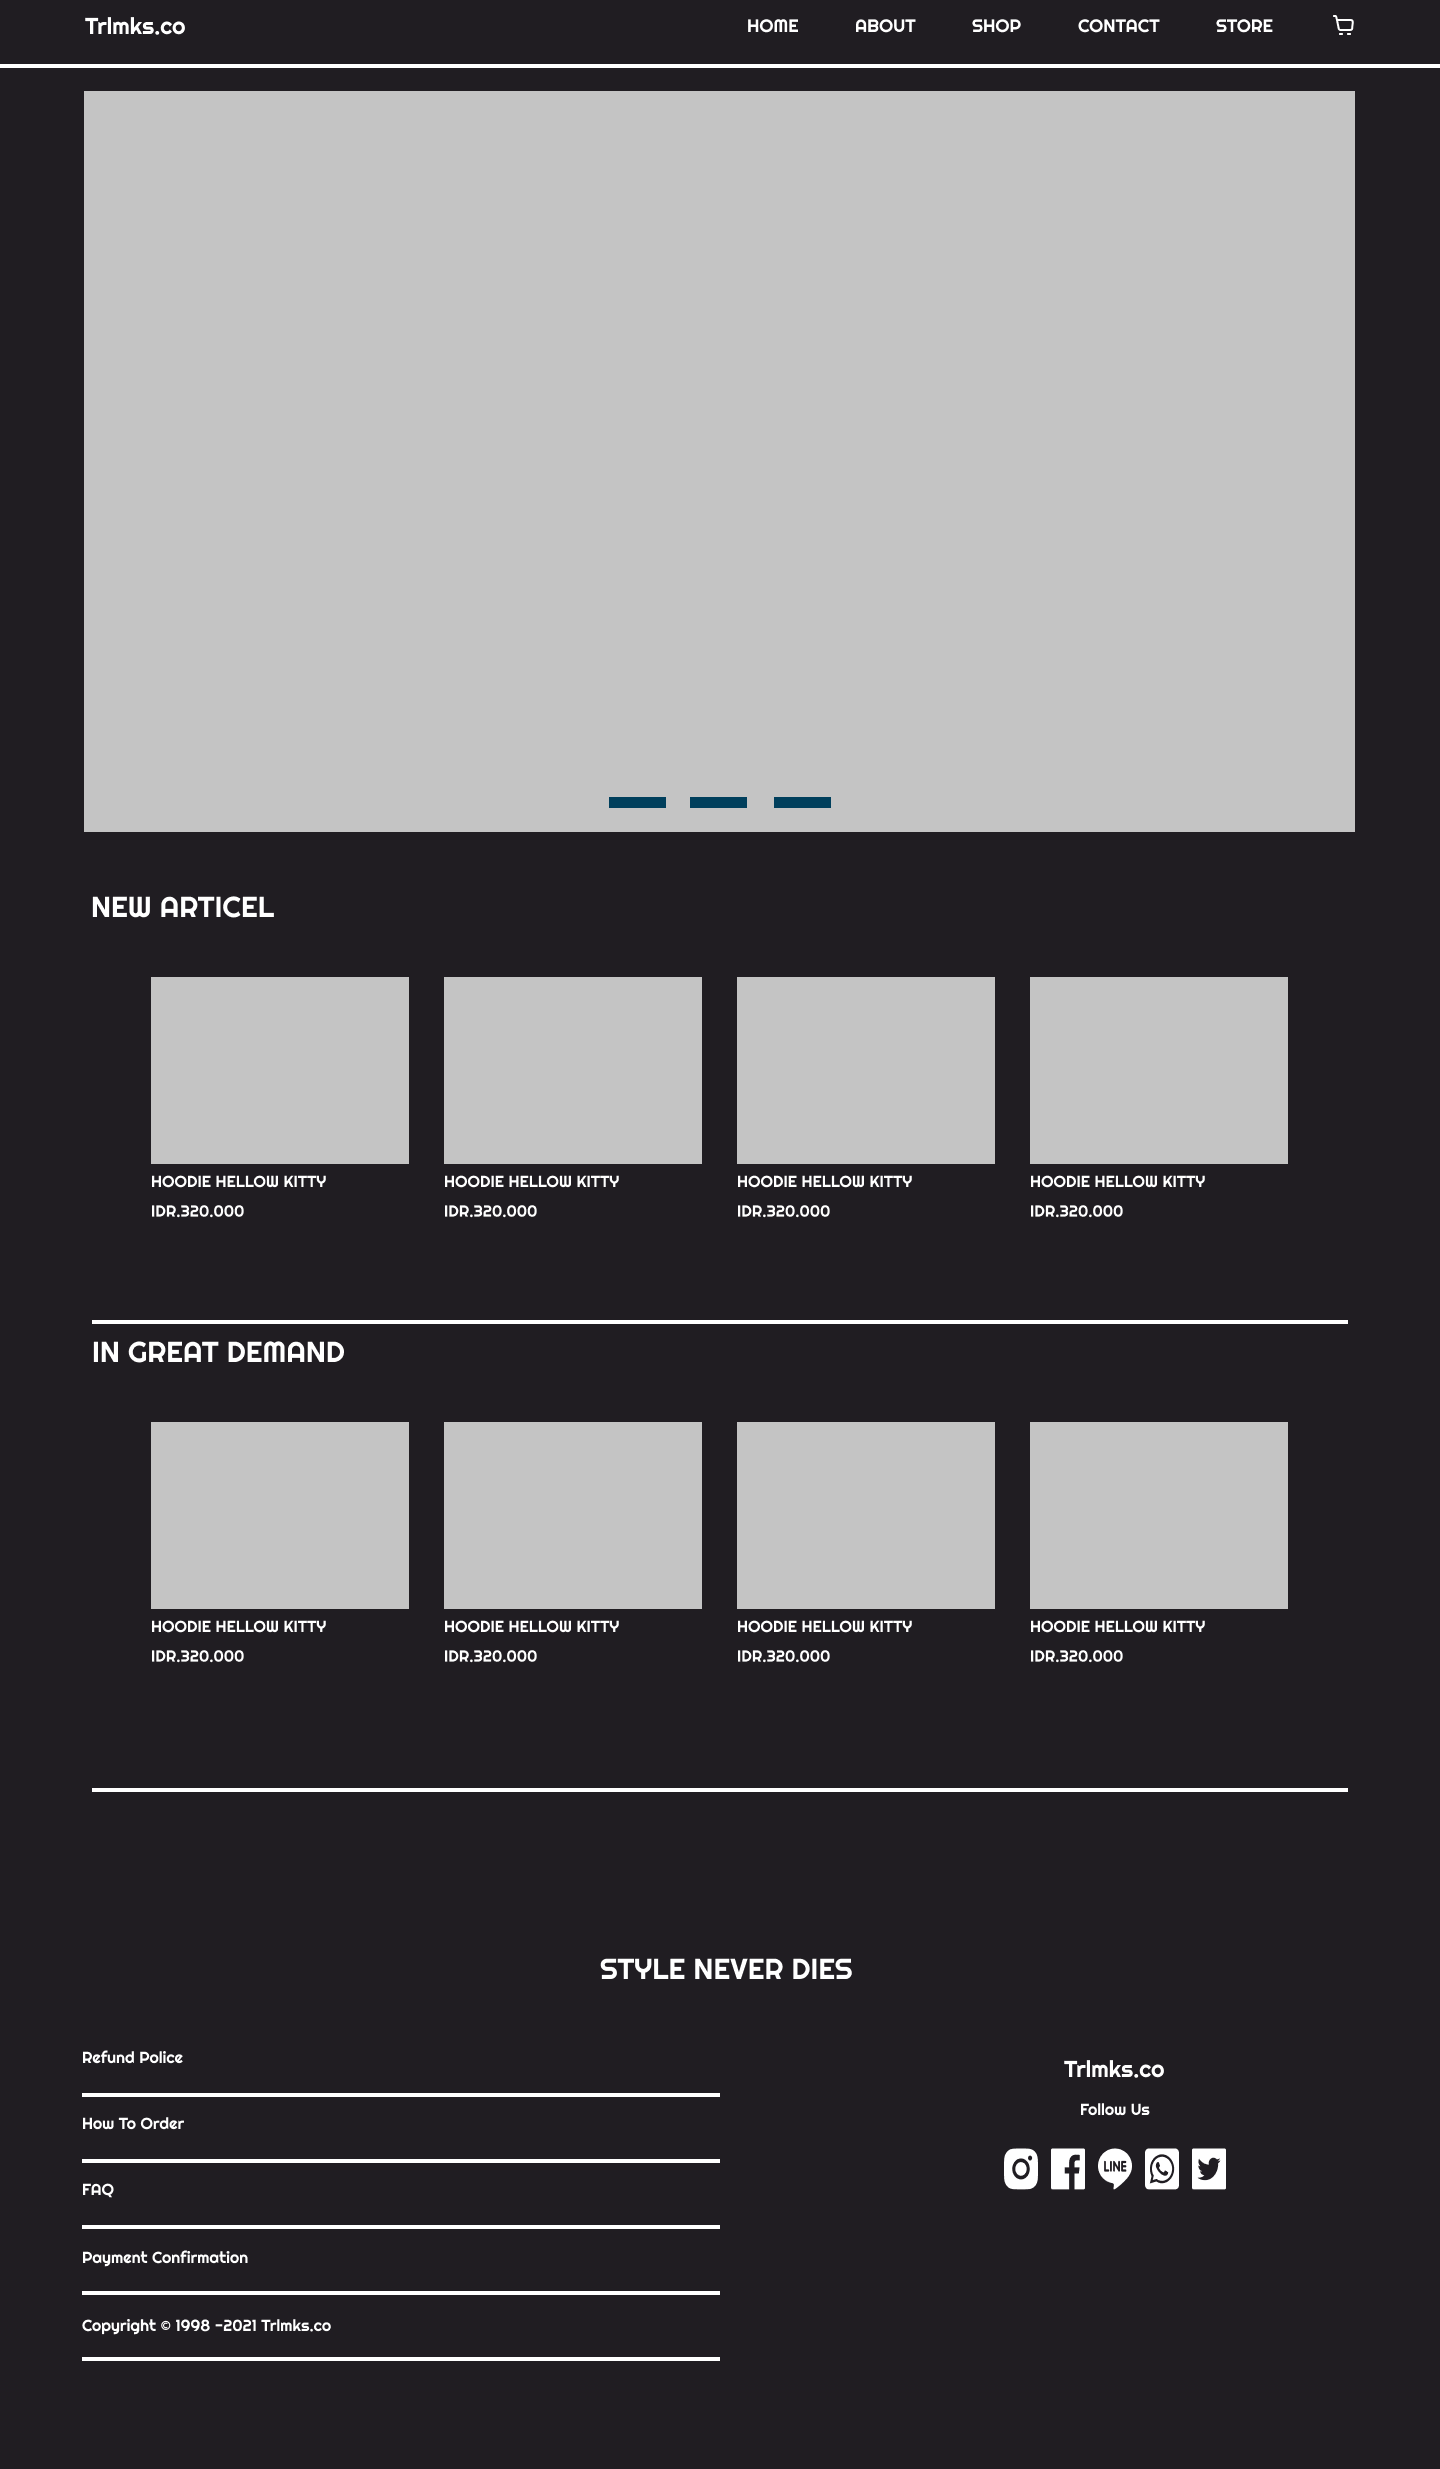 Trlmks.co
HOME ABOUT SHOP CONTACT STORE
NEW ARTICEL
HOODIE HELLOW KITTY HOODIE HELLOW KITTY HOODIE HELLOW KITTY HOODIE HELLOW KITTY
IDR.320.000 IDR.320.000 IDR.320.000 IDR.320.000
IN GREAT DEMAND
HOODIE HELLOW KITTY HOODIE HELLOW KITTY HOODIE HELLOW KITTY HOODIE HELLOW KITTY
IDR.320.000 IDR.320.000 IDR.320.000 IDR.320.000
STYLE NEVER DIES
Refund Police
How To Order
FAQ
Payment Confirmation
Copyright © 1998 -2021 Trlmks.co
Trlmks.co
Follow Us
LINE